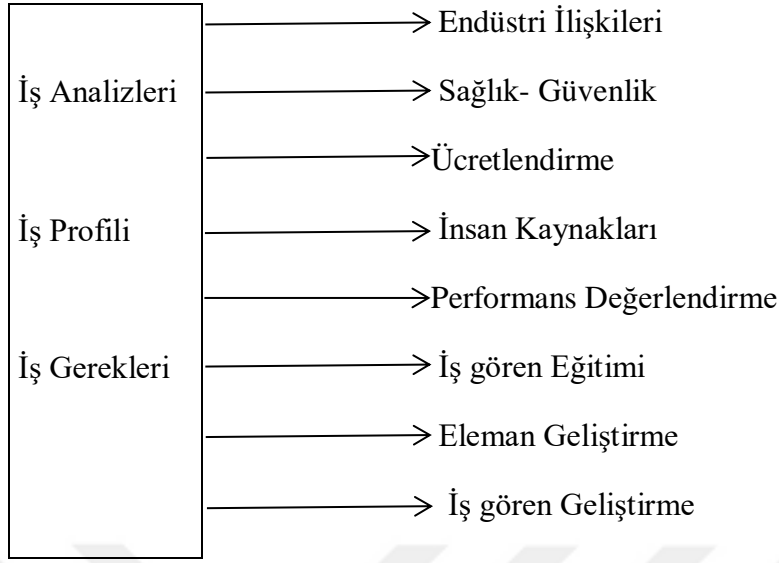 Endüstri İlişkileri
İş Analizleri
Sağlık- Güvenlik
Ücretlendirme
İş Profili
İnsan Kaynakları
Performans Değerlendirme
İş Gerekleri
İş gören Eğitimi
Eleman Geliştirme
İş gören Geliştirme